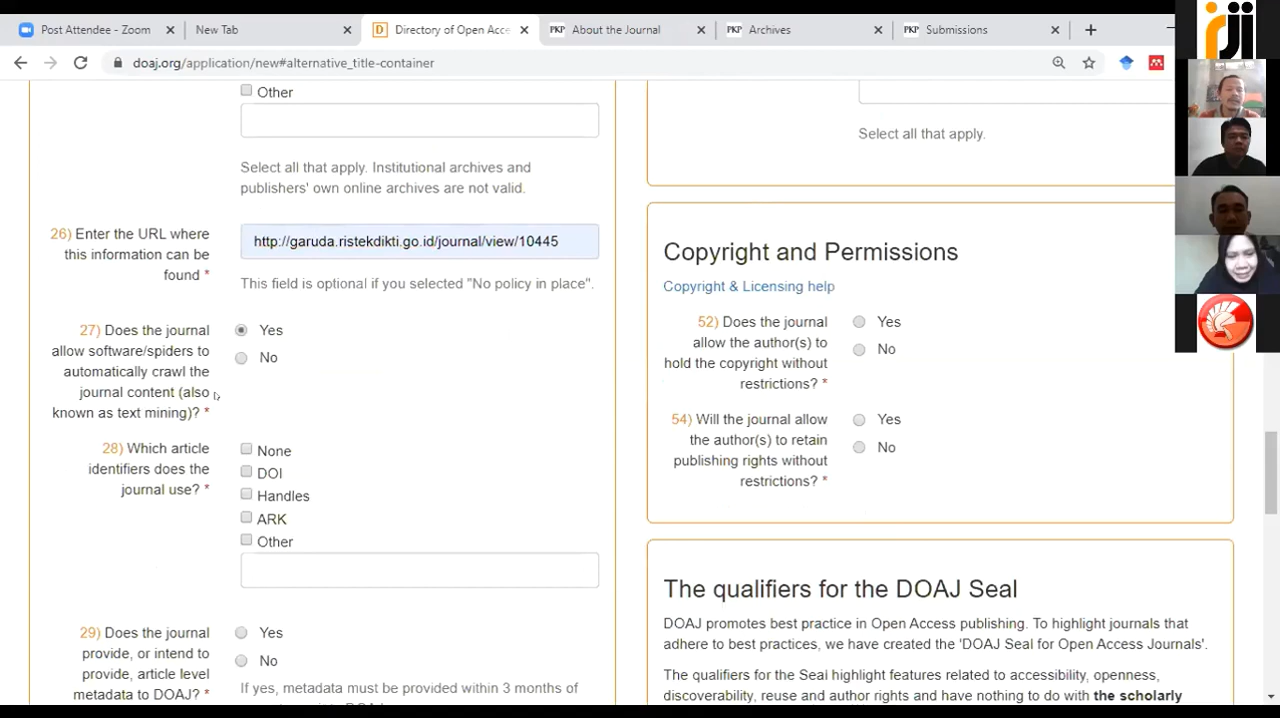 Post Attendee - Zoom
New Tab
D
Directory of Open Acce
PKP
About the Journal
PKP
Archives
PKP
Submissions
doaj.org/application/new#alternative_title-container
rji
Other
Select all that apply. Institutional archives and
publishers' own online archives are not valid.
26) Enter the URL where
this information can be
found *
http://garuda.ristekdikti.go.id/journal/view/10445
This field is optional if you selected "No policy in place".
27) Does the journal
allow software/spiders to
automatically crawl the
journal content (also
known as text mining)? *
Yes
No
28) Which article
identifiers does the
journal use? *
None
DOI
Handles
ARK
Other
29) Does the journal
provide, or intend to
provide, article level
metadata to DOAJ? *
Yes
No
If yes, metadata must be provided within 3 months of
Select all that apply.
Copyright and Permissions
Copyright & Licensing help
52) Does the journal
allow the author(s) to
hold the copyright without
restrictions? *
Yes
No
54) Will the journal allow
the author(s) to retain
publishing rights without
restrictions? *
Yes
No
The qualifiers for the DOAJ Seal
DOAJ promotes best practice in Open Access publishing. To highlight journals that
adhere to best practices, we have created the 'DOAJ Seal for Open Access Journals'.
The qualifiers for the Seal highlight features related to accessibility, openness,
discoverability, reuse and author rights and have nothing to do with the scholarly